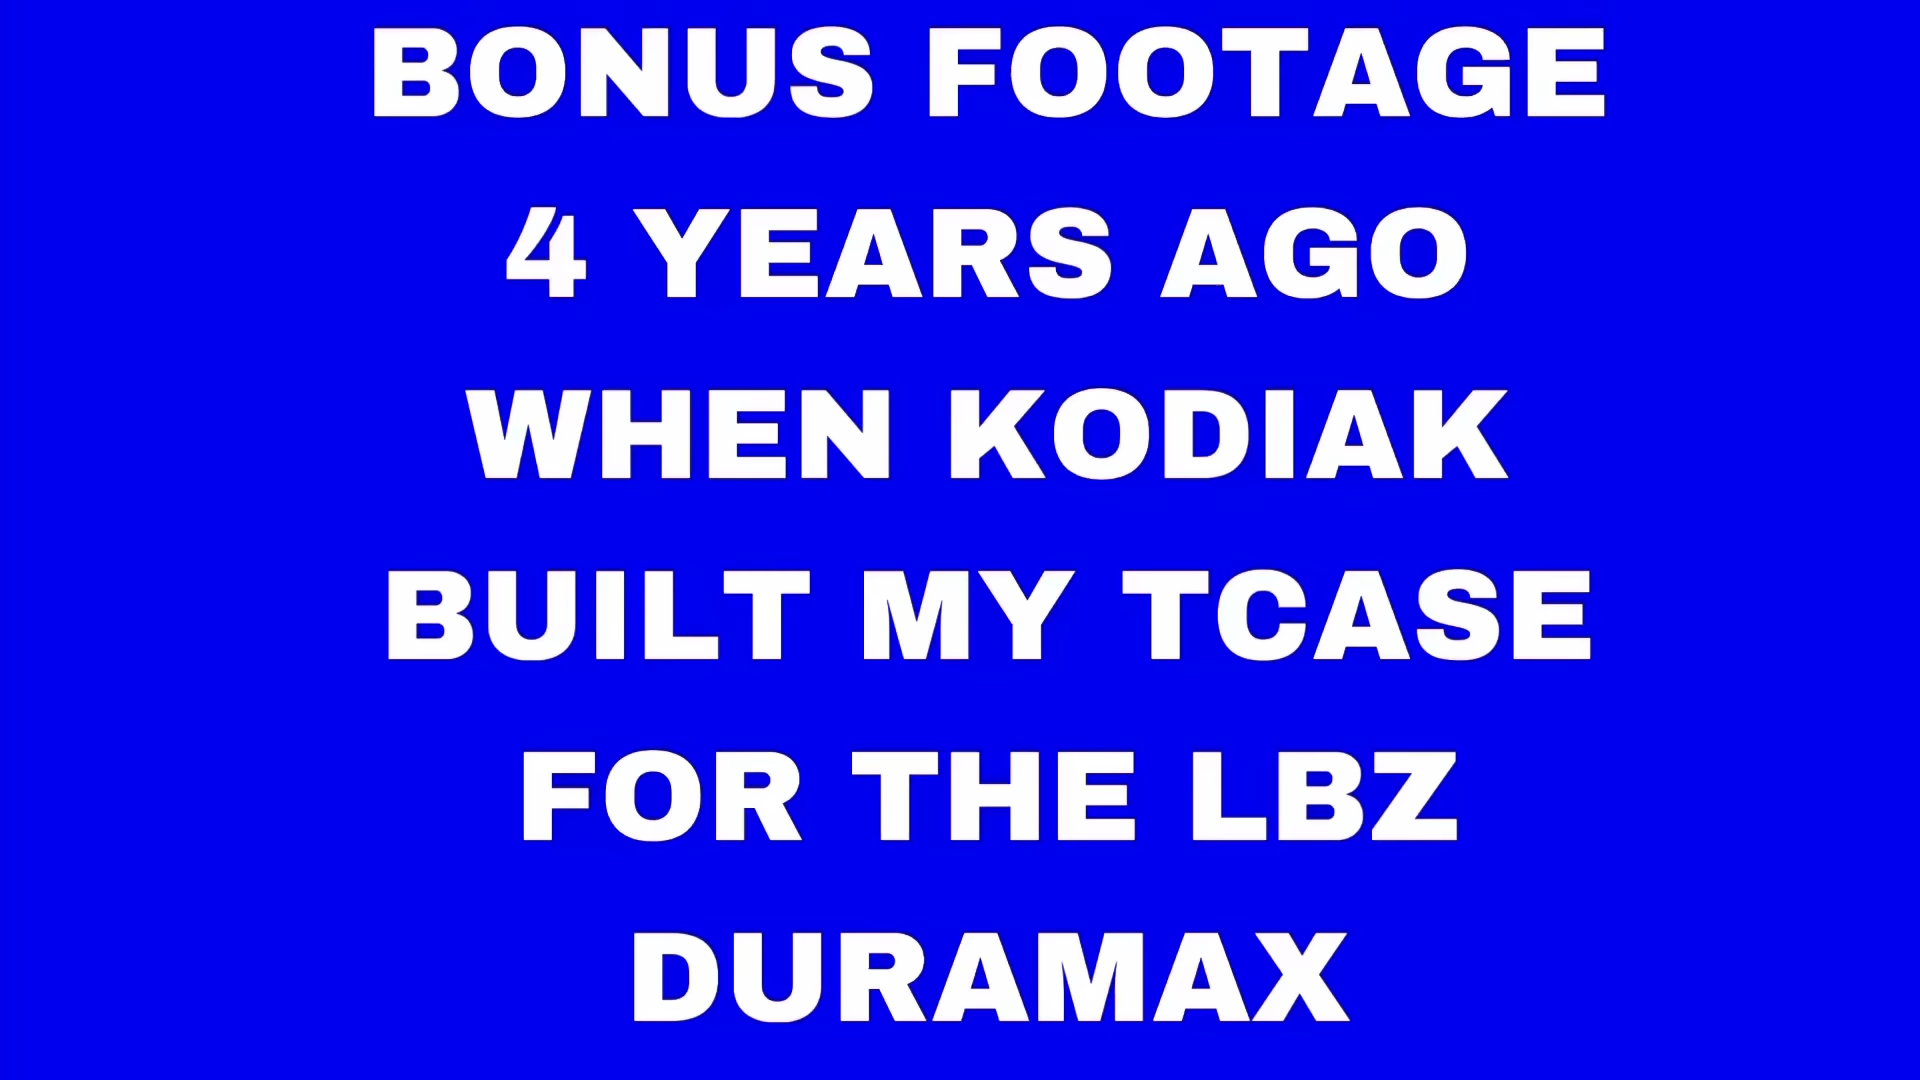 BONUS FOOTAGE
4 YEARS AGO
WHEN KODIAK
BUILT MY TCASE
FOR THE LBZ
DURAMAX